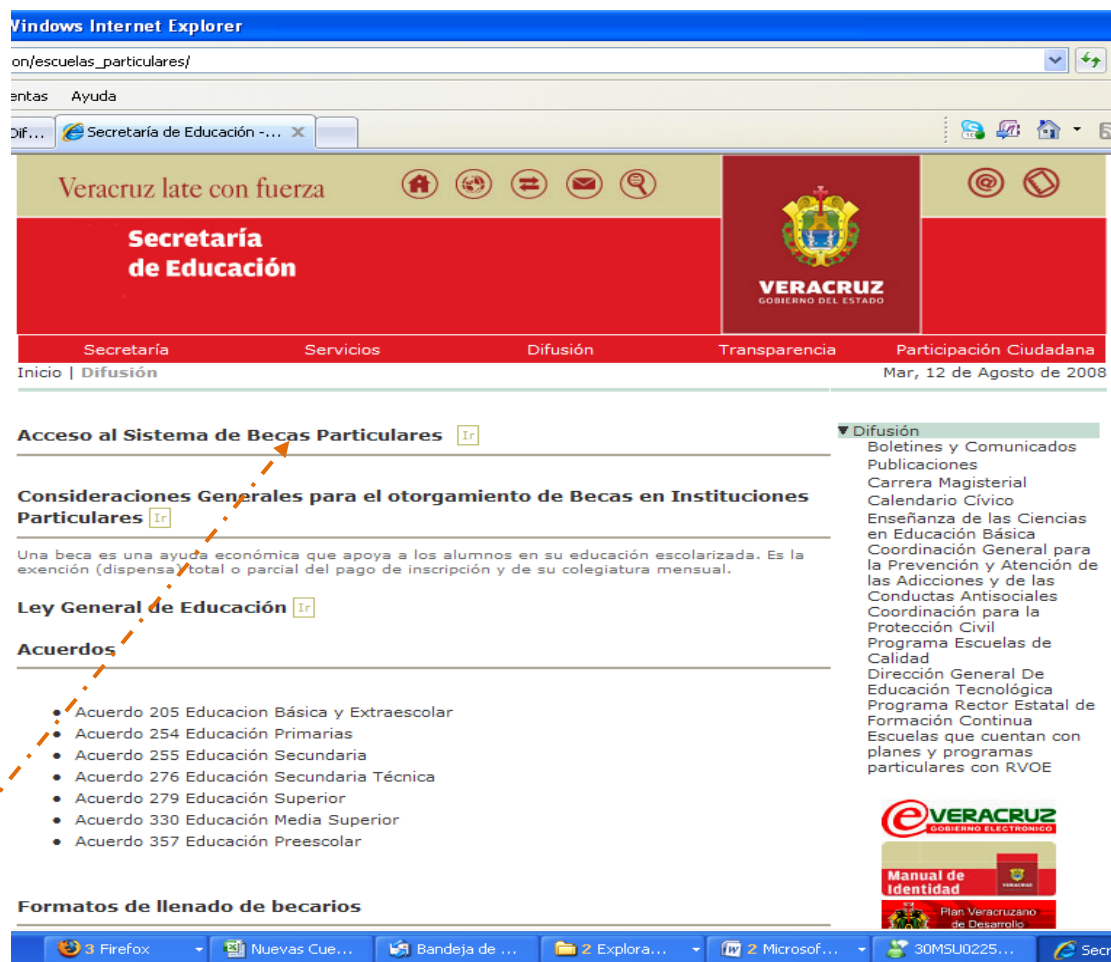 Windows Internet Explorer
on/escuelas_particulares/
entas Ayuda
Dif... Secretaría de Educación -... X
Veracruz late con fuerza
Secretaría
de Educación
VERACRUZ
GOBIERNO DEL ESTADO
Secretaría Servicios Difusión Transparencia Participación Ciudadana
Inicio | Difusión Mar, 12 de Agosto de 2008
Acceso al Sistema de Becas Particulares Ir
Consideraciones Generales para el otorgamiento de Becas en Instituciones
Particulares Ir
Una beca es una ayuda económica que apoya a los alumnos en su educación escolarizada. Es la
exención (dispensa) total o parcial del pago de inscripción y de su colegiatura mensual.
Ley General de Educación Ir
Acuerdos
• Acuerdo 205 Educacion Básica y Extraescolar
• Acuerdo 254 Educación Primarias
• Acuerdo 255 Educación Secundaria
• Acuerdo 276 Educación Secundaria Técnica
• Acuerdo 279 Educación Superior
• Acuerdo 330 Educación Media Superior
• Acuerdo 357 Educación Preescolar
Formatos de llenado de becarios
▼ Difusión
Boletines y Comunicados
Publicaciones
Carrera Magisterial
Calendario Cívico
Enseñanza de las Ciencias
en Educación Básica
Coordinación General para
la Prevención y Atención de
las Adicciones y de las
Conductas Antisociales
Coordinación para la
Protección Civil
Programa Escuelas de
Calidad
Dirección General De
Educación Tecnológica
Programa Rector Estatal de
Formación Continua
Escuelas que cuentan con
planes y programas
particulares con RVOE
eVERACRUZ
GOBIERNO ELECTRONICO
Manual de
Identidad
Plan Veracruzano
de Desarrollo
3 Firefox Nuevas Cue... Bandeja de ... 2 Explora... 2 Microsof... 30MSU0225... Secr